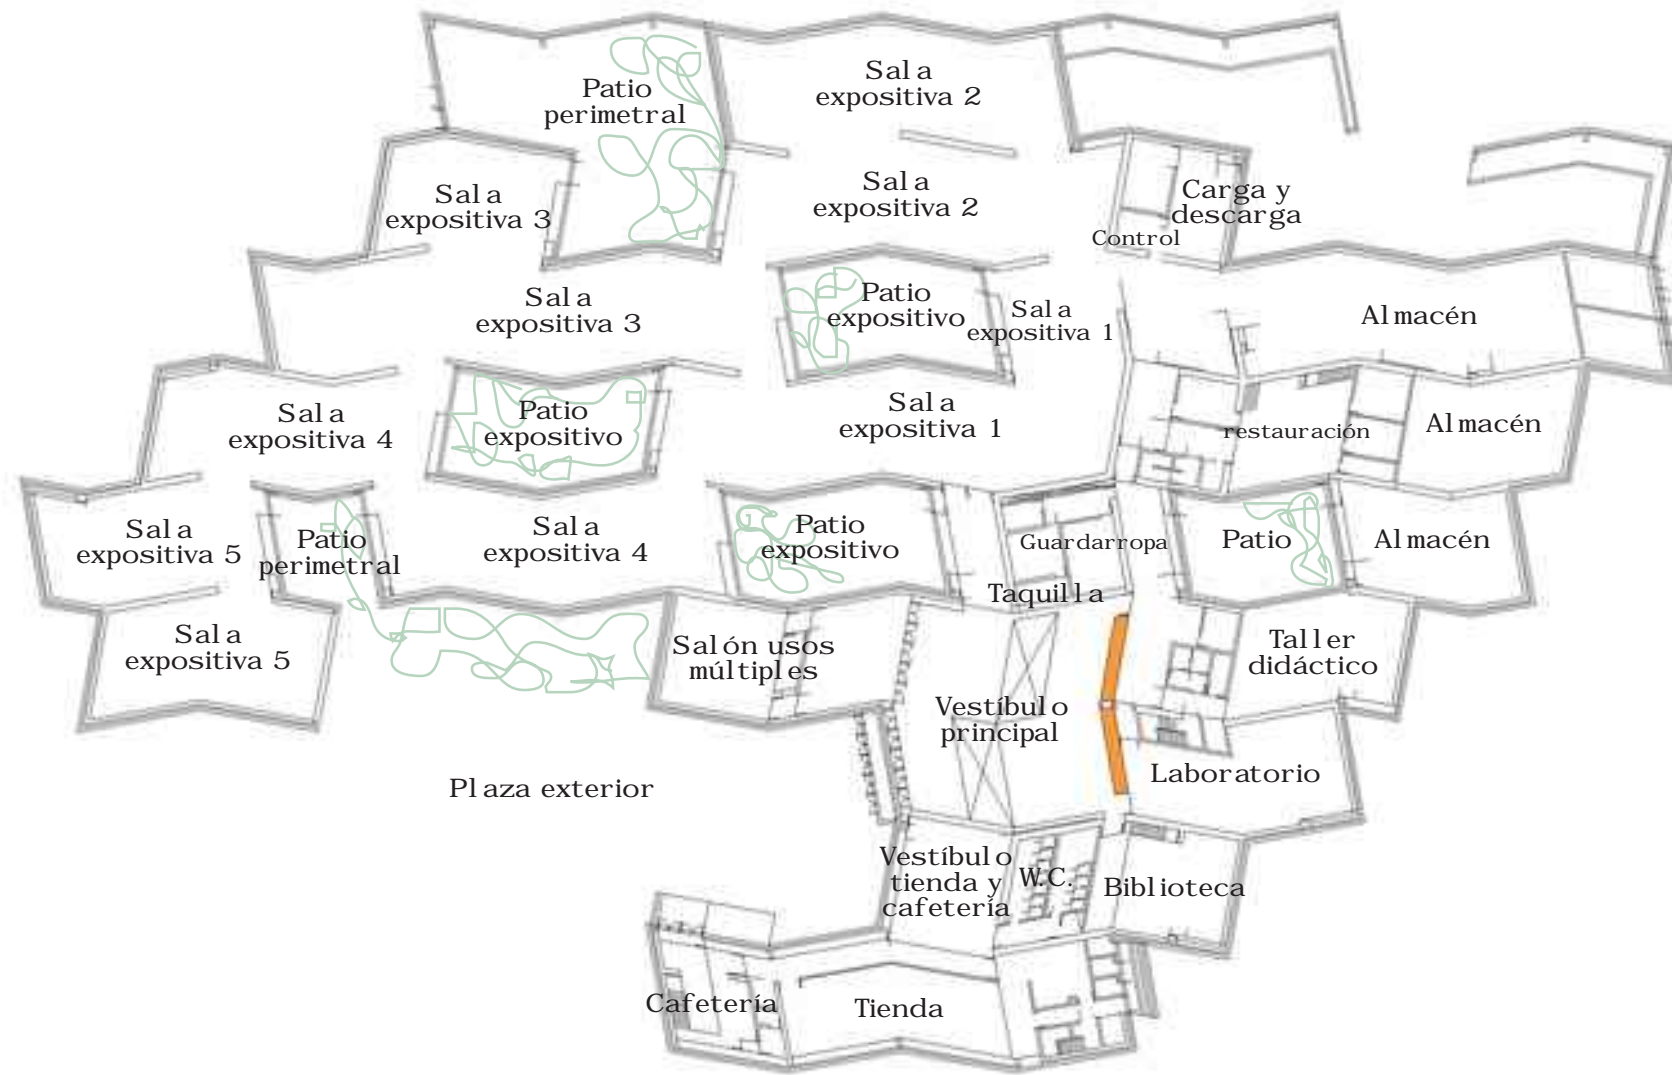 Patio
perimetral
Sala
expositiva 2
Sala
expositiva 3
Sala
expositiva 2
Carga y
descarga
Control
Sala
expositiva 3
Patio
expositivo
Sala
expositiva 1
Almacén
Sala
expositiva 4
Patio
expositivo
Sala
expositiva 1
restauración
Almacén
Sala
expositiva 5
Patio
perimetral
Sala
expositiva 4
Patio
expositivo
Guardarropa
Patio
Almacén
Taquilla
Sala
expositiva 5
Salón usos
múltiples
Taller
didáctico
Vestíbulo
principal
Plaza exterior
Laboratorio
Vestíbulo
tienda y
cafetería
W.C.
Biblioteca
Cafetería
Tienda